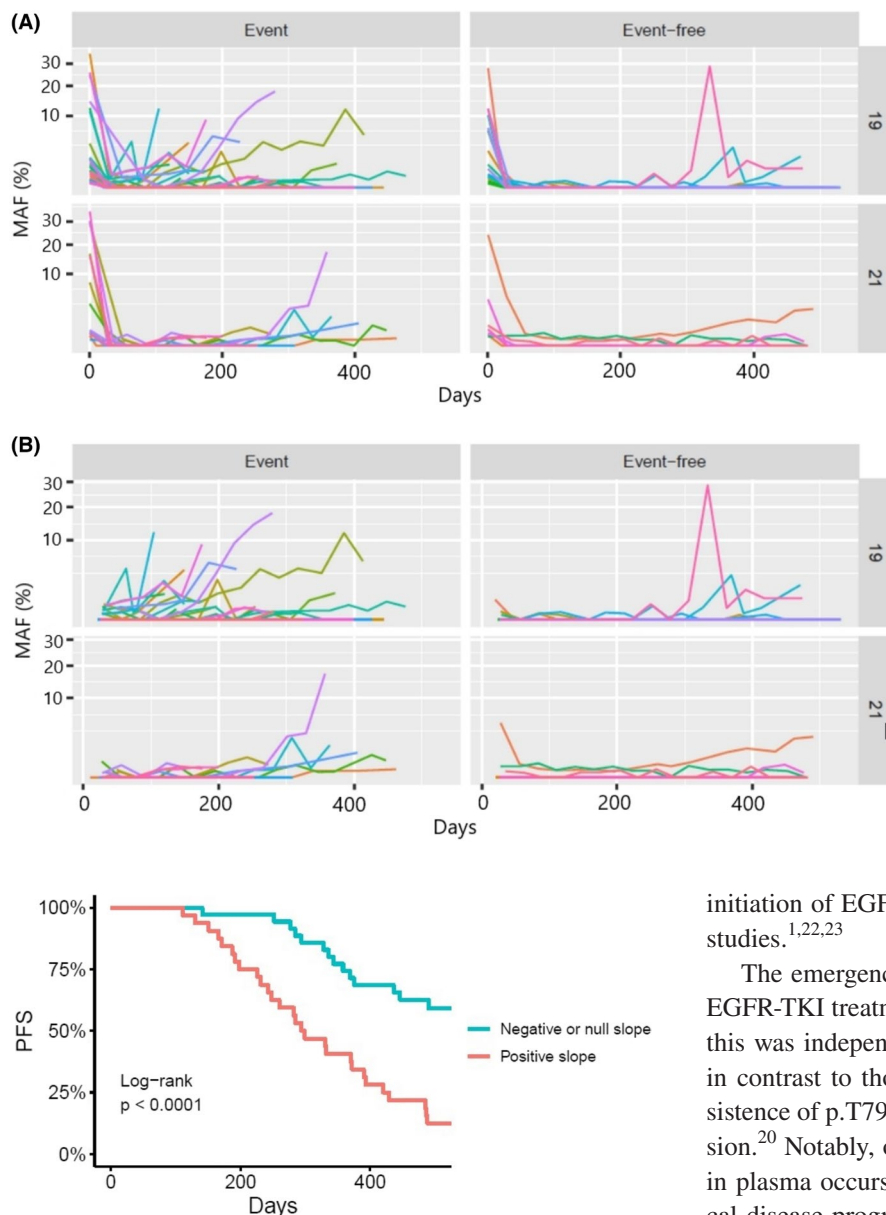 (A)
Event
Event-free
30
10
19
MAF (%)
30
20
10
21
0
200
400
0
200
400
Days
(B)
Event
Event-free
30
20
10
19
MAF (%)
30
20
10
21
0
200
400
0
200
400
Days
100%
75%
50%
25%
0%
PFS
Negative or null slope
Positive slope
Log-rank
p < 0.0001
0
200
400
Days
initiation of EGF
studies.1,22,23
The emergenc
EGFR-TKI treatn
this was indepen
in contrast to tho
sistence of p.T79
sion.20 Notably, o
in plasma occurs
cal disease progr